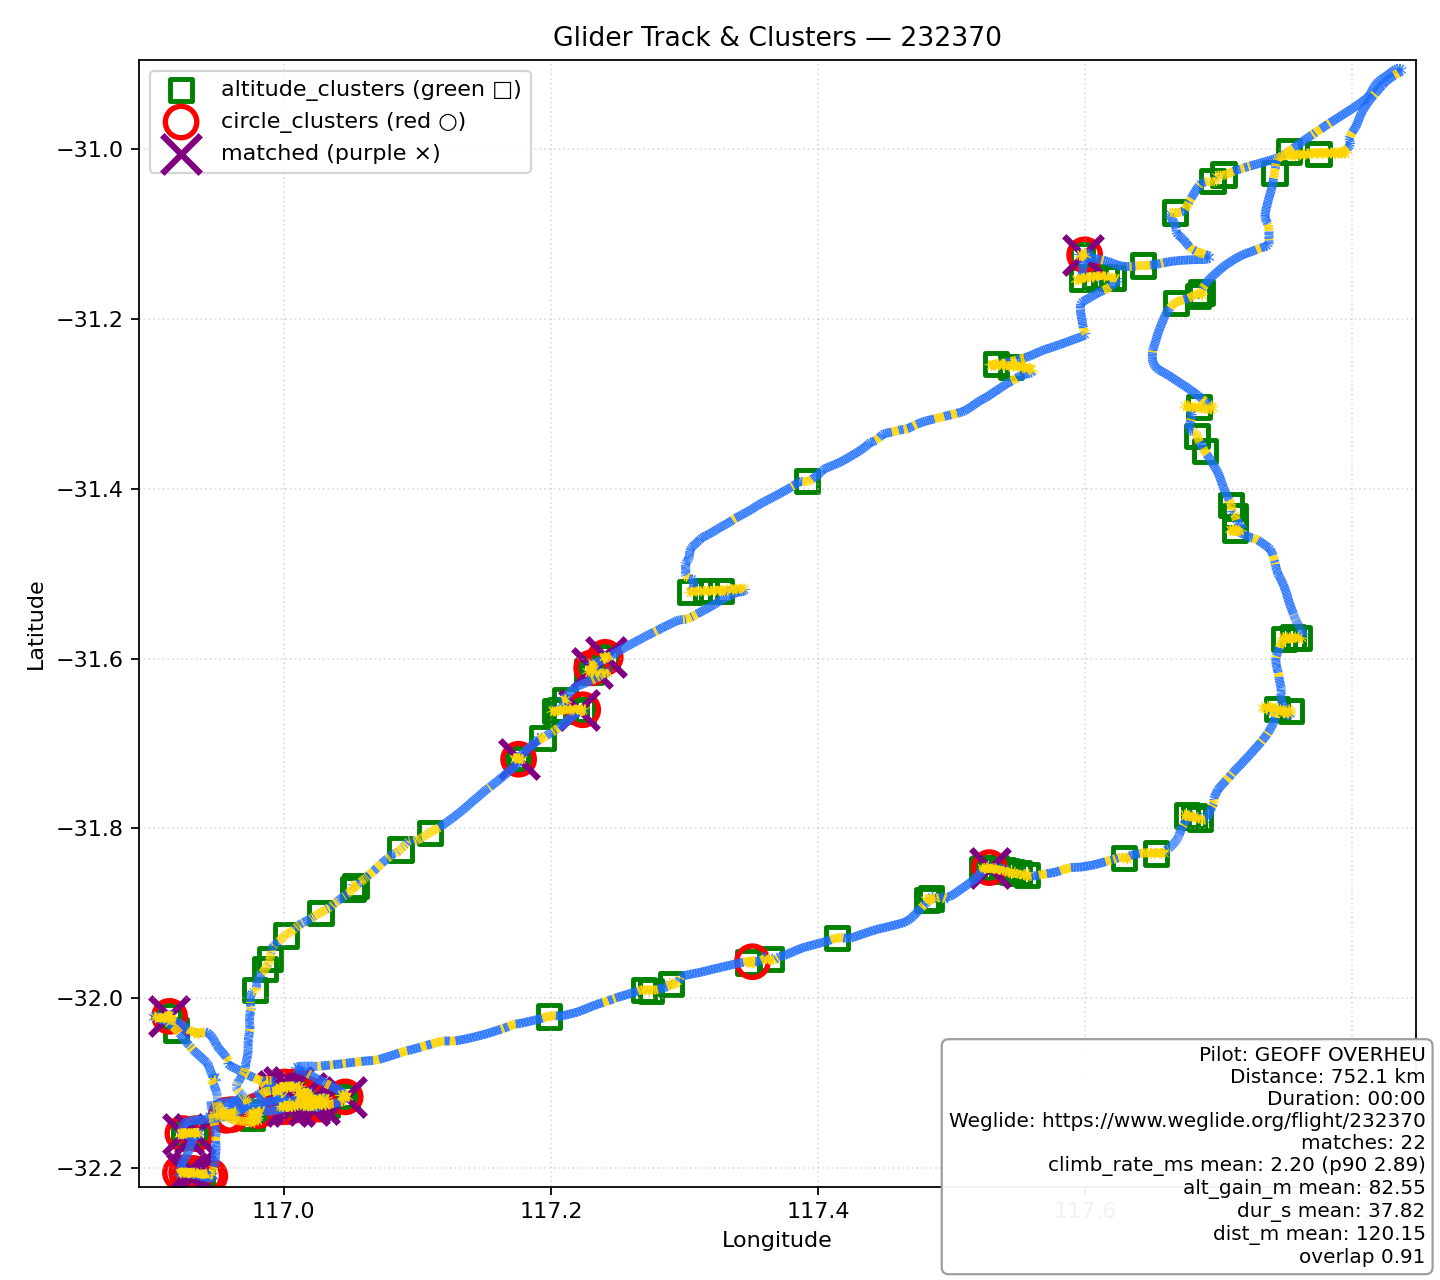 Glider Track & Clusters — 232370
altitude_clusters (green □)
circle_clusters (red ○)
matched (purple ×)
Latitude
−31.0
−31.2
−31.4
−31.6
−31.8
−32.0
−32.2
117.0
117.2
117.4
117.6
Longitude
Pilot: GEOFF OVERHEU
Distance: 752.1 km
Duration: 00:00
Weglide: https://www.weglide.org/flight/232370
matches: 22
climb_rate_ms mean: 2.20 (p90 2.89)
alt_gain_m mean: 82.55
dur_s mean: 37.82
dist_m mean: 120.15
overlap 0.91